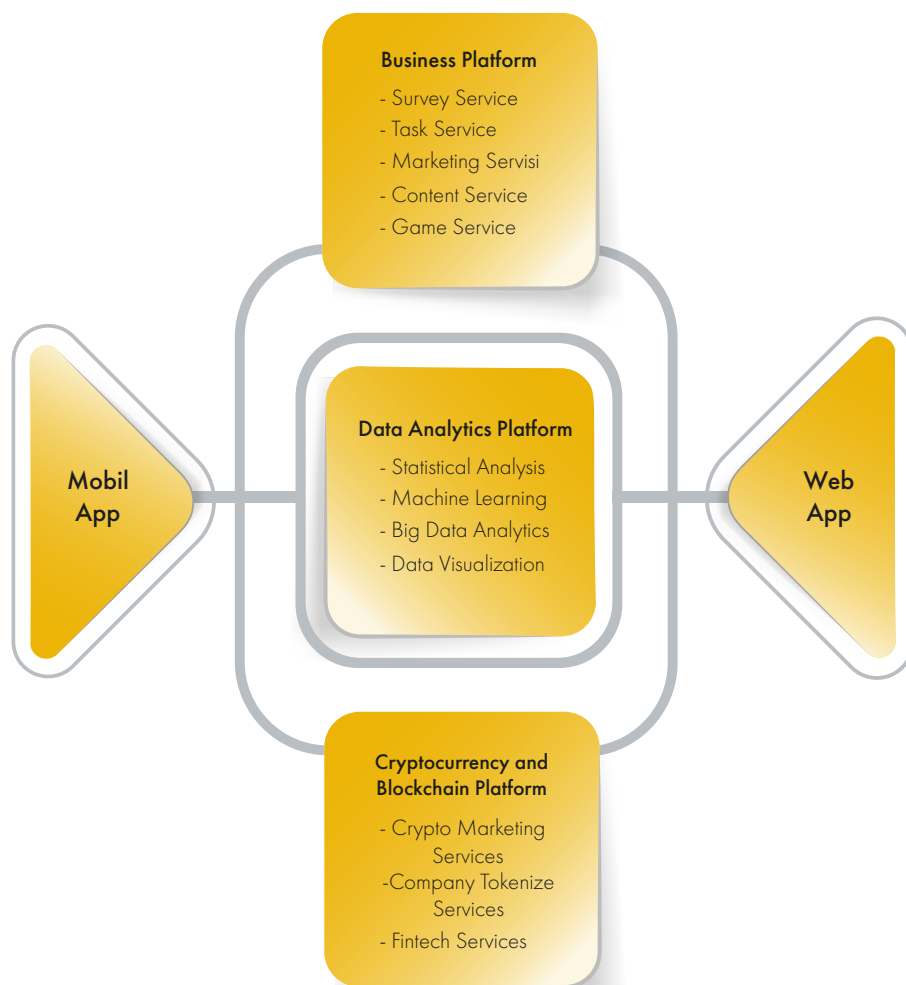 Business Platform
- Survey Service
- Task Service
- Marketing Servisi
- Content Service
- Game Service
Mobil
App
Data Analytics Platform
- Statistical Analysis
- Machine Learning
- Big Data Analytics
- Data Visualization
Web
App
Cryptocurrency and
Blockchain Platform
- Crypto Marketing
Services
-Company Tokenize
Services
- Fintech Services